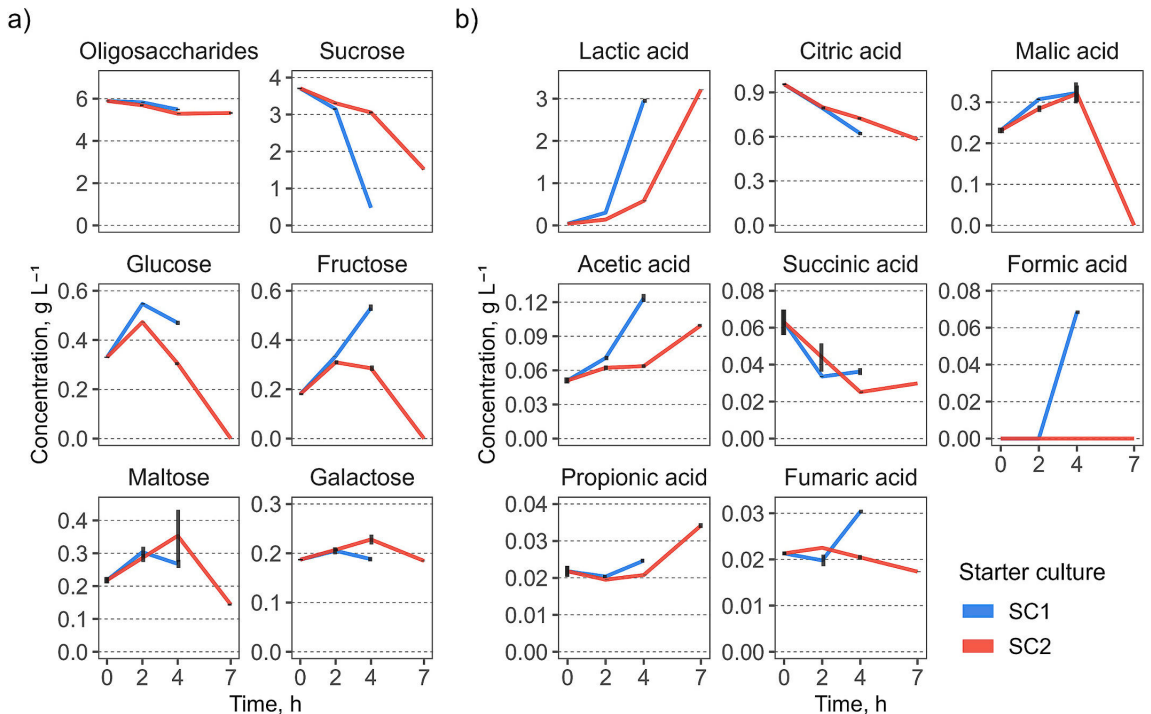 a)
Oligosaccharides
Sucrose
6
4
2
0
4
3
2
1
0
Glucose
Fructose
0.6
0.4
0.2
0.0
0.6
0.4
0.2
0.0
Maltose
Galactose
0.4
0.3
0.2
0.1
0.0
0.3
0.2
0.1
0.0
0 2 4 7
0 2 4 7
Concentration, g L⁻¹
Time, h
b)
Lactic acid
Citric acid
Malic acid
3
2
1
0
0.9
0.6
0.3
0.0
0.3
0.2
0.1
0.0
Acetic acid
Succinic acid
Formic acid
0.12
0.09
0.06
0.03
0.00
0.08
0.06
0.04
0.02
0.00
0.08
0.06
0.04
0.02
0.00
0 2 4 7
Propionic acid
Fumaric acid
0.04
0.03
0.02
0.01
0.00
0.03
0.02
0.01
0.00
0 2 4 7
0 2 4 7
Concentration, g L⁻¹
Time, h
Starter culture
SC1
SC2